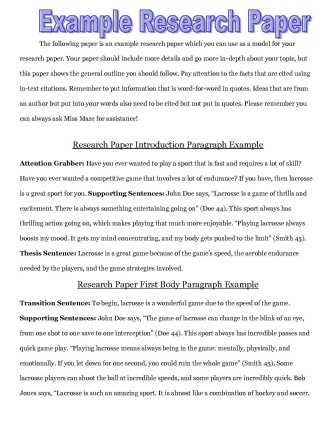 Example Research Paper
The following paper is an example research paper which you can use as a model for your
research paper. Your paper should include more details and go more in-depth about your topic, but
this paper shows the general outline you should follow. Pay attention to the facts that are cited using
in-text citations. Remember to put information that is word-for-word in quotes. Ideas that are from
an author but put into your words also need to be cited but not put in quotes. Please remember you
can always ask Miss Maze for assistance!
Research Paper Introduction Paragraph Example
Attention Grabber: Have you ever wanted to play a sport that is fast and requires a lot of skill?
Have you ever wanted a competitive game that involves a lot of endurance? If you have, then lacrosse
is a great sport for you. Supporting Sentences: John Doe says, “Lacrosse is a game of thrills and
excitement. There is always something entertaining going on” (Doe 44). This sport always has
thrilling action going on, which makes playing that much more enjoyable. “Playing lacrosse always
boosts my mood. It gets my mind concentrating, and my body gets pushed to the limit” (Smith 45).
Thesis Sentence: Lacrosse is a great game because of the game’s speed, the aerobic endurance
needed by the players, and the game strategies involved.
Research Paper First Body Paragraph Example
Transition Sentence: To begin, lacrosse is a wonderful game due to the speed of the game.
Supporting Sentences: John Doe says, “The game of lacrosse can change in the blink of an eye,
from one shot to one save to one interception” (Doe 44). This sport always has incredible passes and
quick game play. “Playing lacrosse means always being in the game: mentally, physically, and
emotionally. If you let down for one second, you could ruin the whole game” (Smith 45). Some
lacrosse players can shoot the ball at incredible speeds, and some players are incredibly quick. Bob
Jones says, “Lacrosse is such an amazing sport. It is almost like a combination of hockey and soccer.